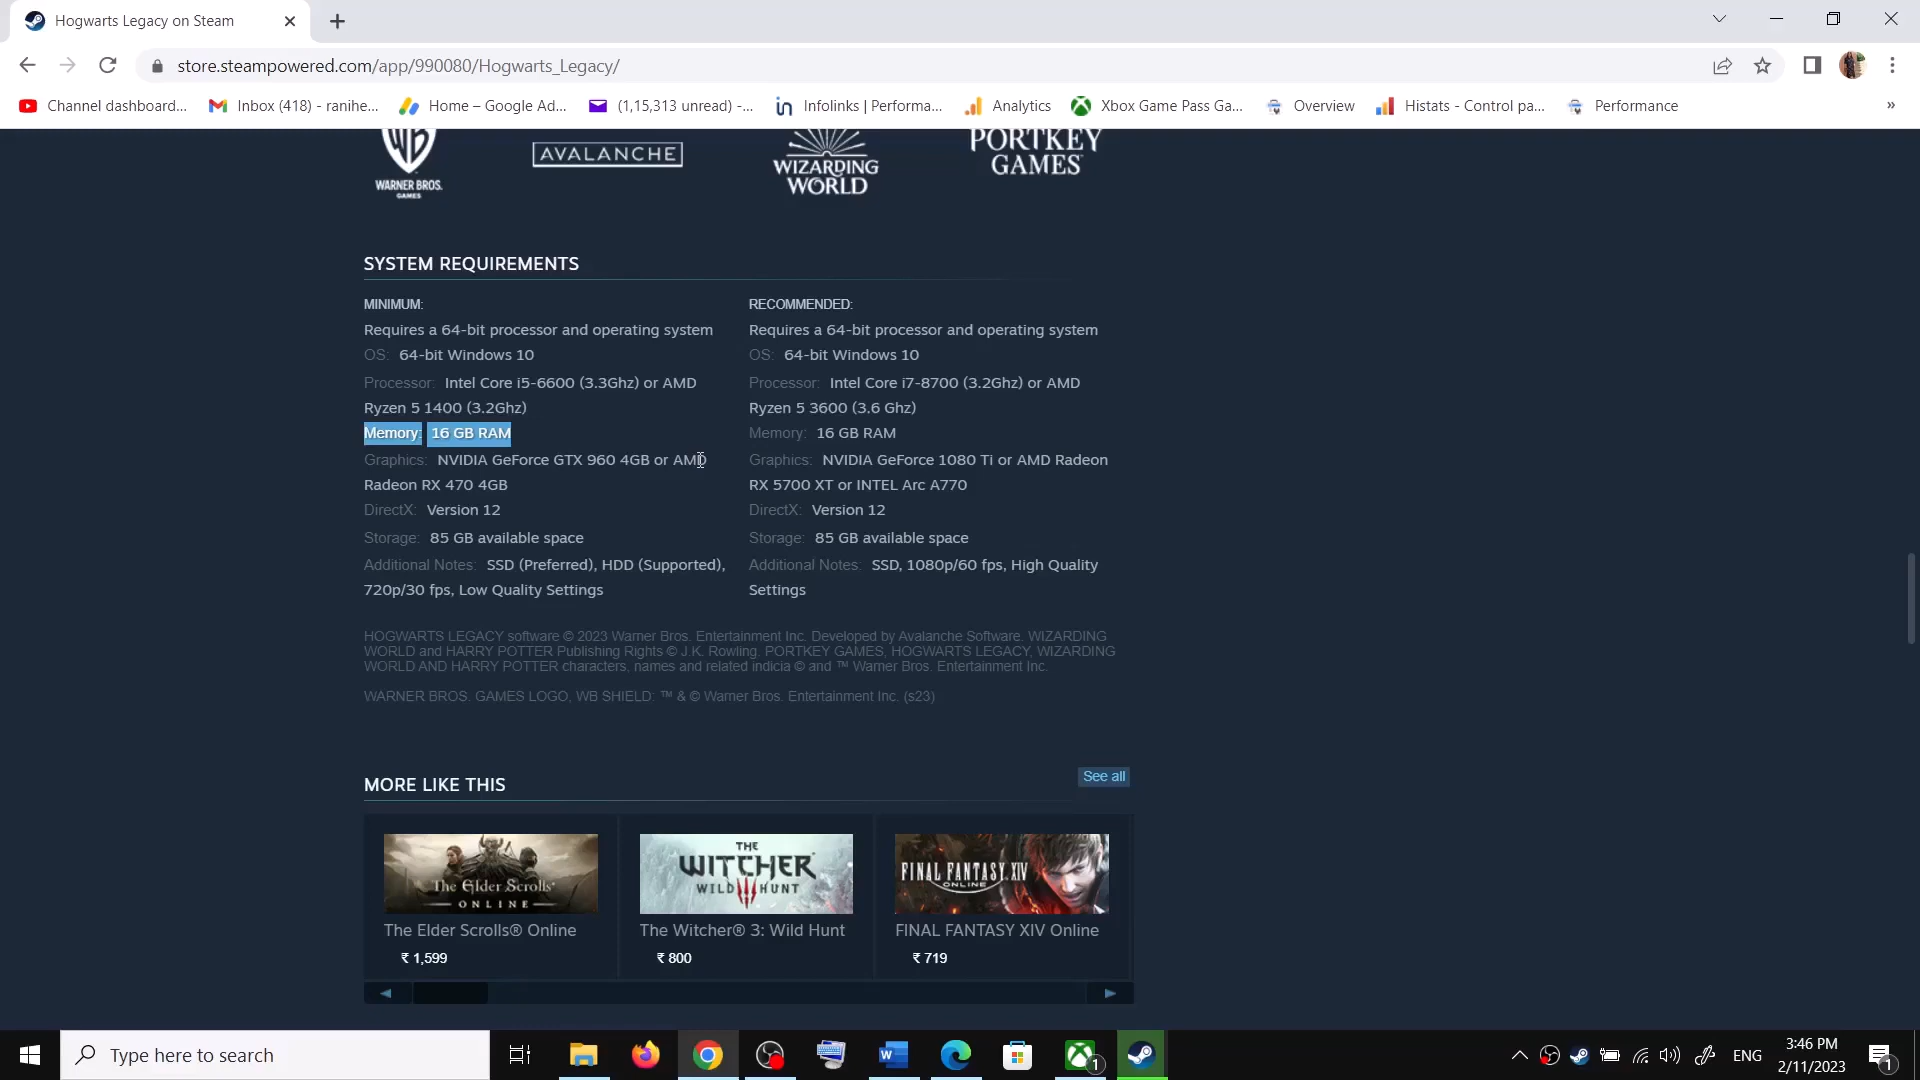 Hogwarts Legacy on Steam
store.steampowered.com/app/990080/Hogwarts_Legacy/
Channel dashboard...
Inbox (418) - ranihe...
Home – Google Ad...
(1,15,313 unread) -...
Infolinks | Performa...
Analytics
Xbox Game Pass Ga...
Overview
Histats - Control pa...
Performance
»
WB
WARNER BROS.
GAMES
AVALANCHE
WIZARDING
WORLD
PORTKEY
GAMES
SYSTEM REQUIREMENTS
MINIMUM:
Requires a 64-bit processor and operating system
OS: 64-bit Windows 10
Processor: Intel Core i5-6600 (3.3Ghz) or AMD
Ryzen 5 1400 (3.2Ghz)
Memory: 16 GB RAM
Graphics: NVIDIA GeForce GTX 960 4GB or AMD
Radeon RX 470 4GB
DirectX: Version 12
Storage: 85 GB available space
Additional Notes: SSD (Preferred), HDD (Supported),
720p/30 fps, Low Quality Settings
RECOMMENDED:
Requires a 64-bit processor and operating system
OS: 64-bit Windows 10
Processor: Intel Core i7-8700 (3.2Ghz) or AMD
Ryzen 5 3600 (3.6 Ghz)
Memory: 16 GB RAM
Graphics: NVIDIA GeForce 1080 Ti or AMD Radeon
RX 5700 XT or INTEL Arc A770
DirectX: Version 12
Storage: 85 GB available space
Additional Notes: SSD, 1080p/60 fps, High Quality
Settings
HOGWARTS LEGACY software © 2023 Warner Bros. Entertainment Inc. Developed by Avalanche Software. WIZARDING
WORLD and HARRY POTTER Publishing Rights © J.K. Rowling. PORTKEY GAMES, HOGWARTS LEGACY, WIZARDING
WORLD AND HARRY POTTER characters, names and related indicia © and ™ Warner Bros. Entertainment Inc.
WARNER BROS. GAMES LOGO, WB SHIELD: ™ & © Warner Bros. Entertainment Inc. (s23)
MORE LIKE THIS
See all
The Elder Scrolls
ONLINE
The Elder Scrolls® Online
₹ 1,599
THE
WITCHER
WILD HUNT
The Witcher® 3: Wild Hunt
₹ 800
FINAL FANTASY XIV
ONLINE
FINAL FANTASY XIV Online
₹ 719
Type here to search
1
ENG
3:46 PM
2/11/2023
1